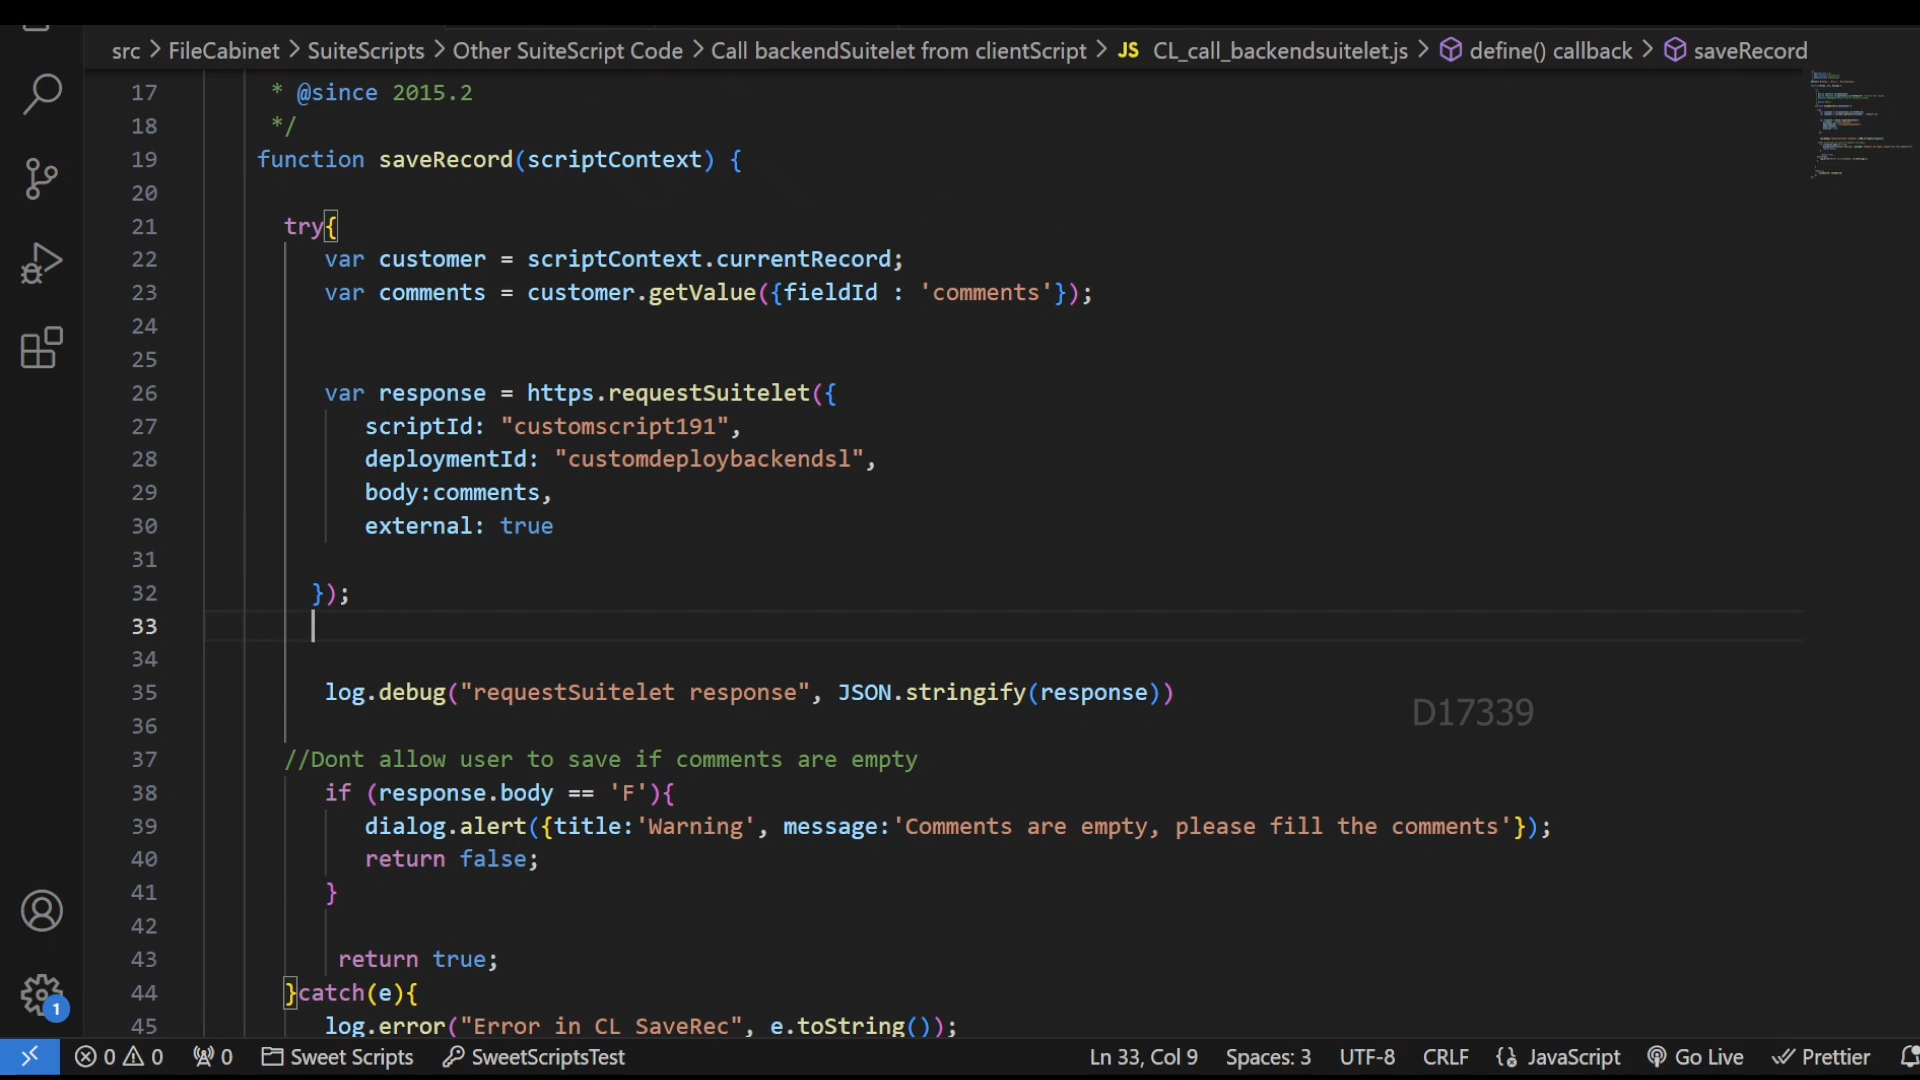 src > FileCabinet > SuiteScripts > Other SuiteScript Code > Call backendSuitelet from clientScript > JS CL_call_backendsuitelet.js > define() callback > saveRecord
17 * @since 2015.2
18 */
19 function saveRecord(scriptContext) {
20
21 try{
22 var customer = scriptContext.currentRecord;
23 var comments = customer.getValue({fieldId : 'comments'});
24
25
26 var response = https.requestSuitelet({
27 scriptId: "customscript191",
28 deploymentId: "customdeploybackendsl",
29 body:comments,
30 external: true
31
32 });
33
34
35 log.debug("requestSuitelet response", JSON.stringify(response))
D17339
36
37 //Dont allow user to save if comments are empty
38 if (response.body == 'F'){
39 dialog.alert({title:'Warning', message:'Comments are empty, please fill the comments'});
40 return false;
41 }
42
43 return true;
44 }catch(e){
45 log.error("Error in CL SaveRec", e.toString());
1
0 0 0 Sweet Scripts SweetScriptsTest Ln 33, Col 9 Spaces: 3 UTF-8 CRLF JavaScript Go Live Prettier